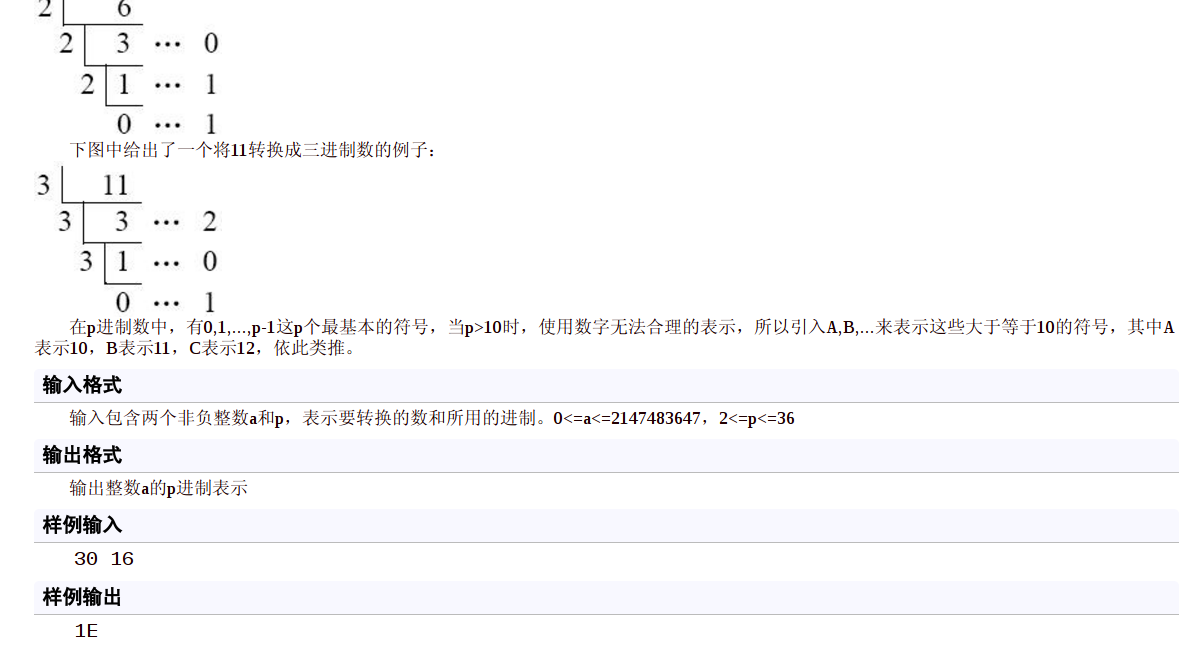 2 6
2 3 … 0
2 1 … 1
0 … 1
下图中给出了一个将11转换成三进制数的例子：
3 11
3 3 … 2
3 1 … 0
0 … 1
在p进制数中，有0,1,…,p-1这p个最基本的符号，当p>10时，使用数字无法合理的表示，所以引入A,B,…来表示这些大于等于10的符号，其中A
表示10，B表示11，C表示12，依此类推。
输入格式
输入包含两个非负整数a和p，表示要转换的数和所用的进制。0<=a<=2147483647，2<=p<=36
输出格式
输出整数a的p进制表示
样例输入
30 16
样例输出
1E